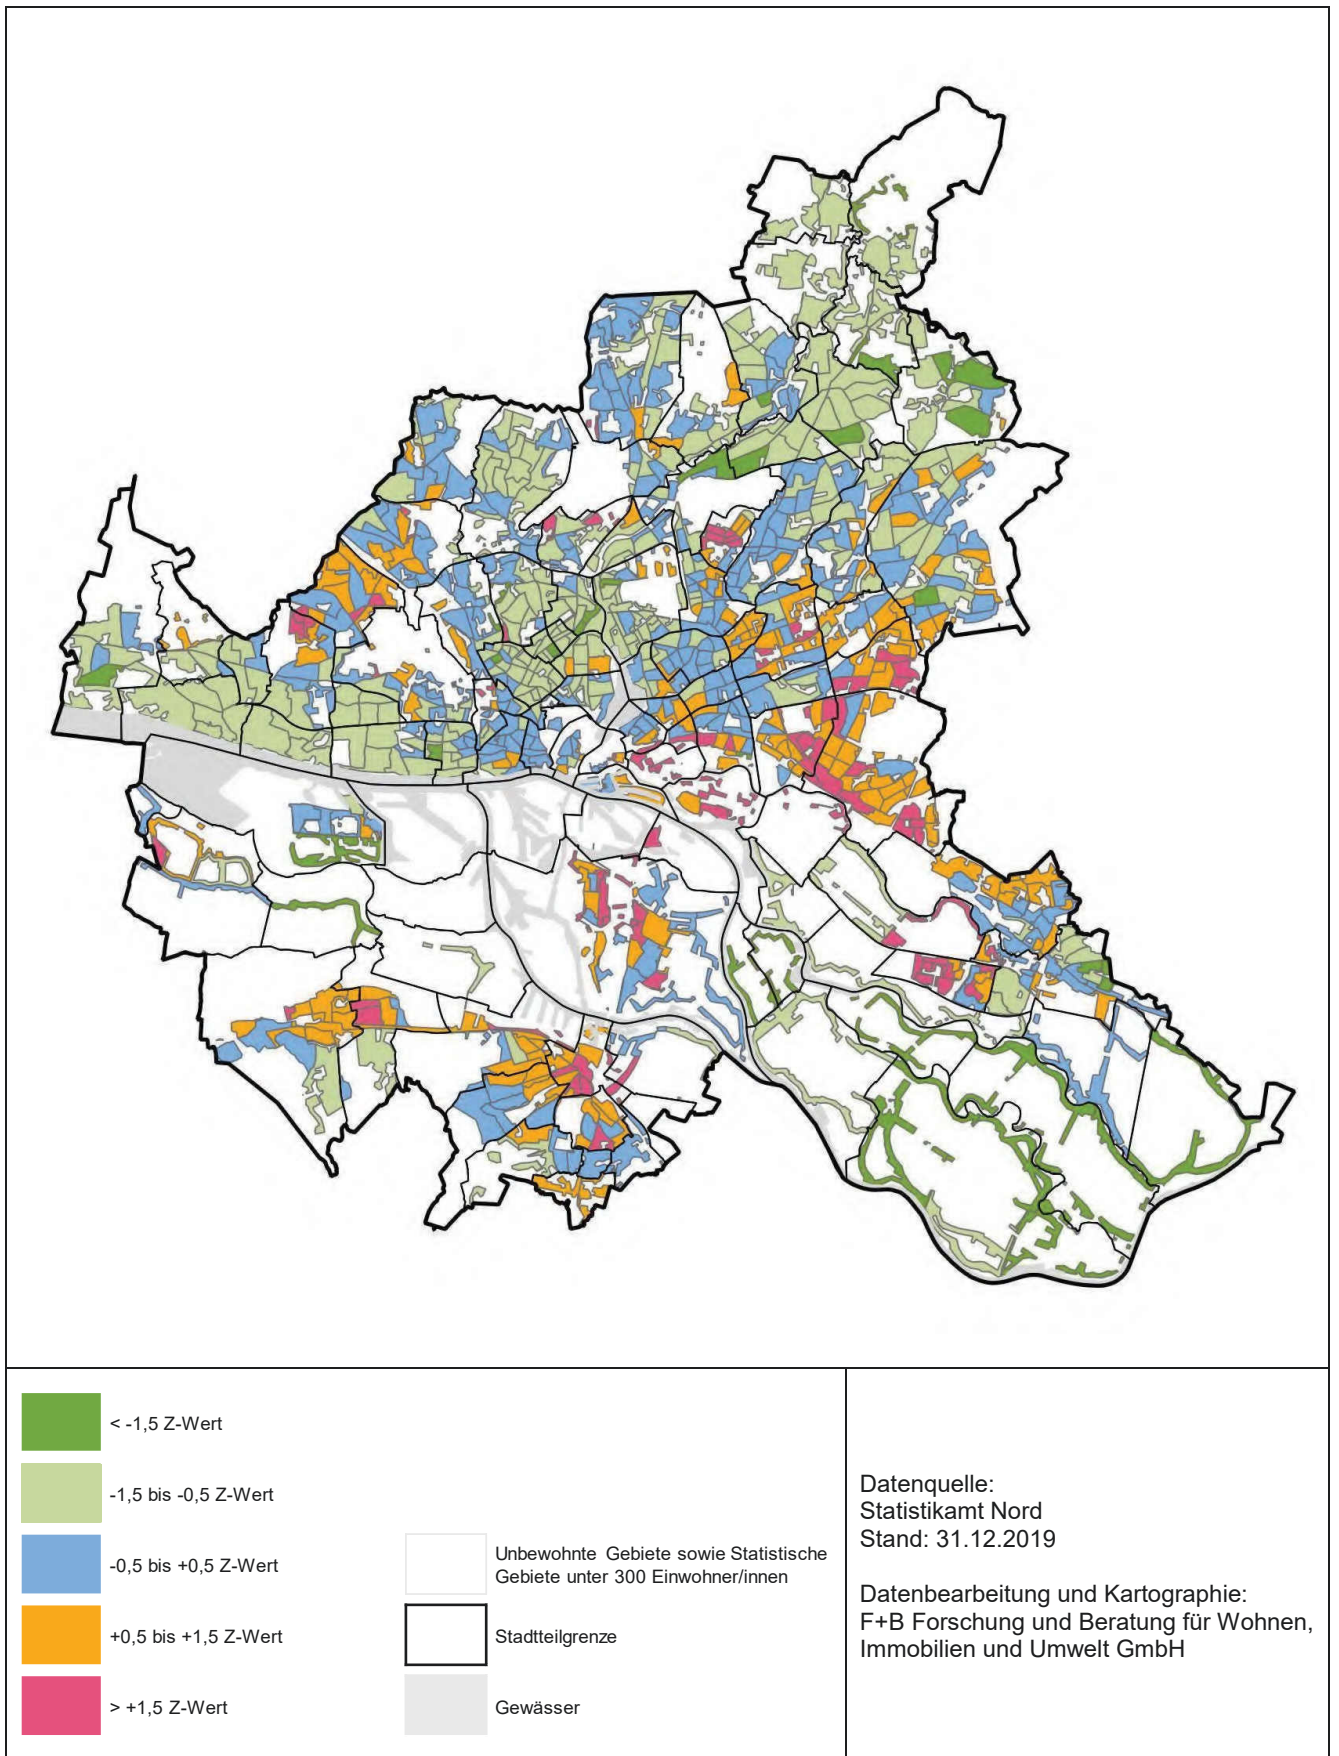 < -1,5 Z-Wert
-1,5 bis -0,5 Z-Wert
-0,5 bis +0,5 Z-Wert
+0,5 bis +1,5 Z-Wert
> +1,5 Z-Wert
Unbewohnte Gebiete sowie Statistische
Gebiete unter 300 Einwohner/innen
Stadtteilgrenze
Gewässer
Datenquelle:
Statistikamt Nord
Stand: 31.12.2019
Datenbearbeitung und Kartographie:
F+B Forschung und Beratung für Wohnen,
Immobilien und Umwelt GmbH